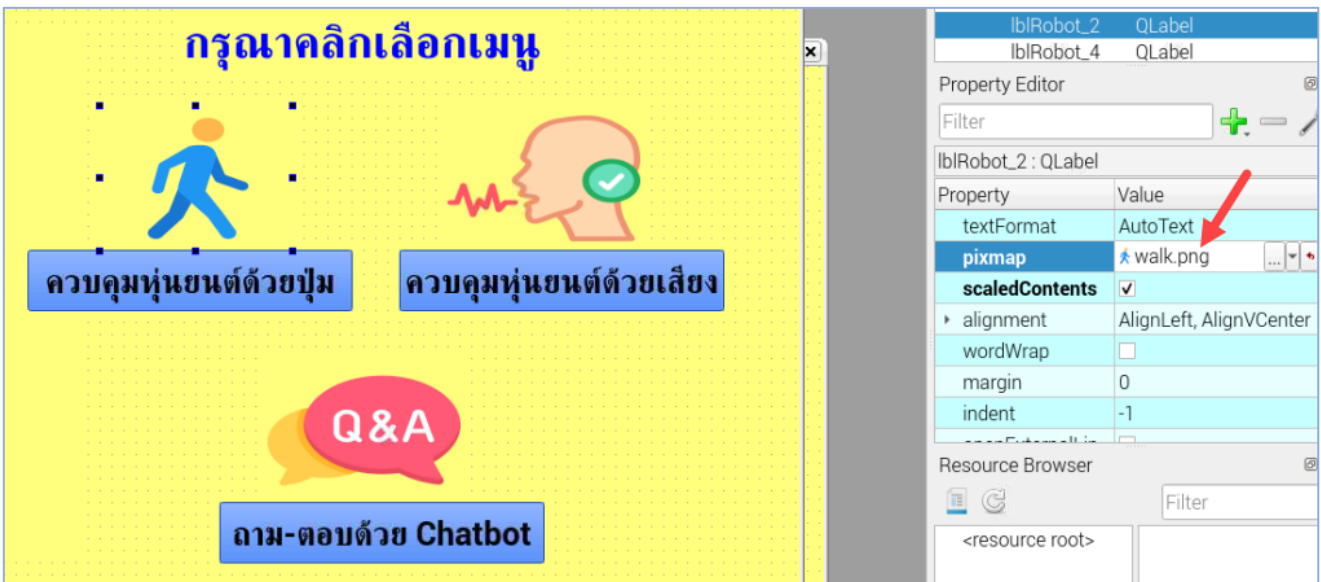 กรุณาคลิกเลือกเมนู
ควบคุมหุ่นยนต์ด้วยปุ่ม
ควบคุมหุ่นยนต์ด้วยเสียง
Q&A
ถาม-ตอบด้วย Chatbot
lblRobot_2 QLabel
lblRobot_4 QLabel
Property Editor
Filter
lblRobot_2 : QLabel
Property Value
textFormat AutoText
pixmap walk.png ...
scaledContents
alignment AlignLeft, AlignVCenter
wordWrap
margin 0
indent -1
Resource Browser
Filter
<resource root>